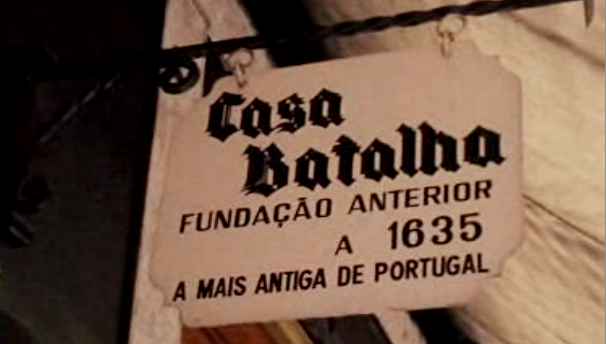 Casa
Batalha
FUNDAÇÃO ANTERIOR
A 1635
A MAIS ANTIGA DE PORTUGAL